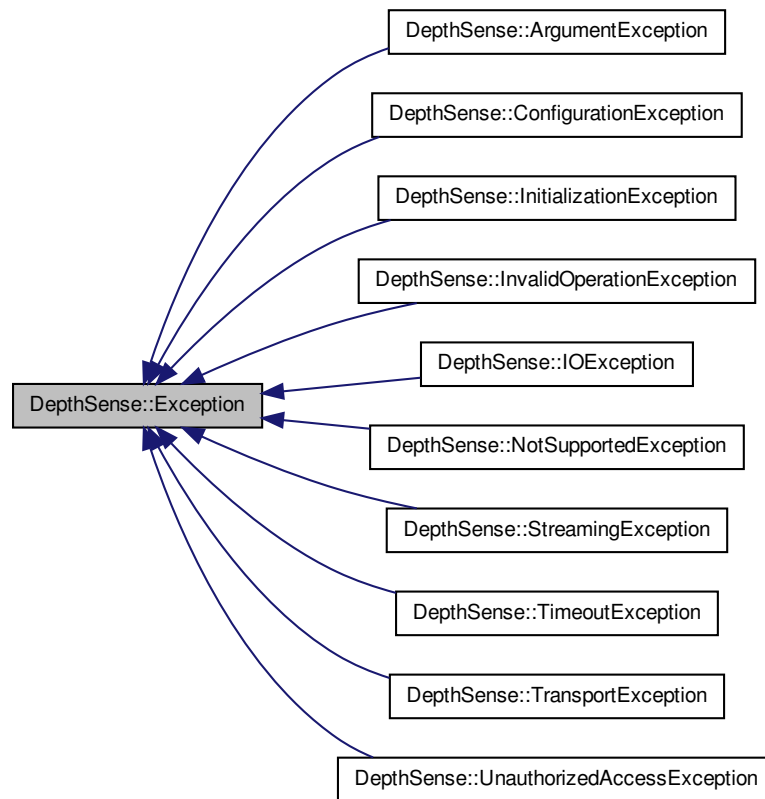 DepthSense::ArgumentException
DepthSense::ConfigurationException
DepthSense::InitializationException
DepthSense::InvalidOperationException
DepthSense::IOException
DepthSense::Exception
DepthSense::NotSupportedException
DepthSense::StreamingException
DepthSense::TimeoutException
DepthSense::TransportException
DepthSense::UnauthorizedAccessException